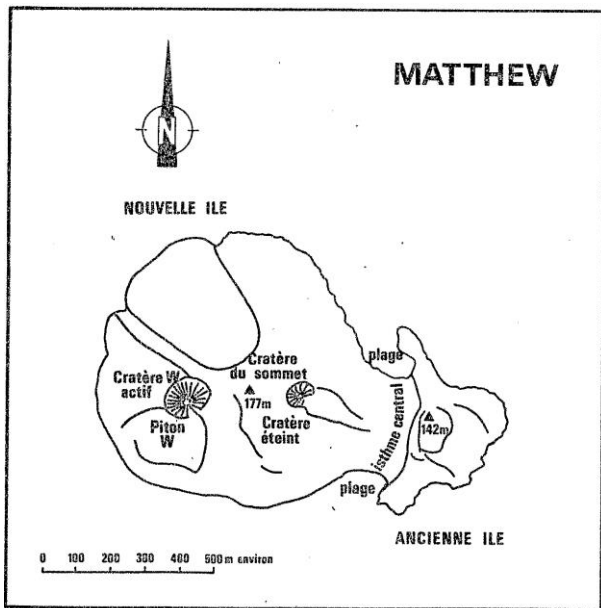 MATTHEW
N
NOUVELLE ILE
plage
Cratère
du sommet
Cratère W
actif
177m
Cratère
éteint
Piton
W
isthme central
142m
plage
ANCIENNE ILE
0 100 200 300 400 500 m environ